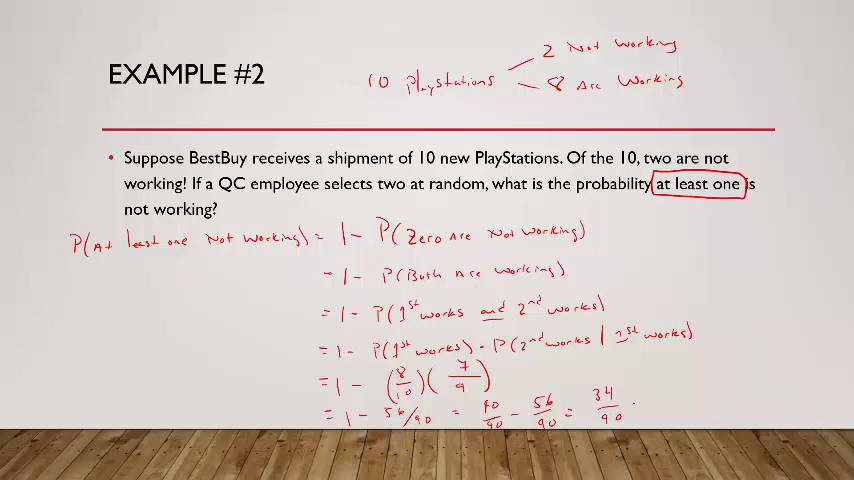 2 Not Working
EXAMPLE #2
10 Playstations
8 Are Working
• Suppose BestBuy receives a shipment of 10 new PlayStations. Of the 10, two are not
working! If a QC employee selects two at random, what is the probability at least one is
not working?
P(At least one Not Working) = 1 - P(Zero Are Not Working)
= 1 - P(Both Are Working)
= 1 - P(1st works and 2nd works)
= 1 - P(1st works) · P(2nd works | 1st works)
= 1 - (8/10)(7/9)
= 1 - 56/90 = 90/90 - 56/90 = 34/90